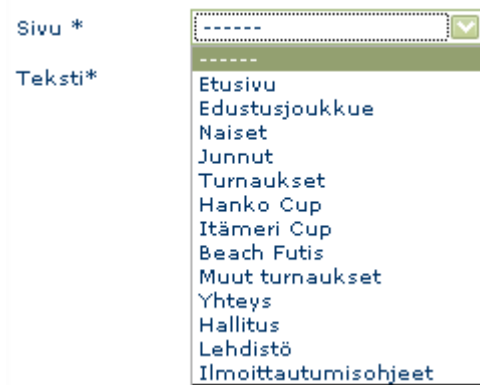 Sivu * ------
------
Teksti*
Etusivu
Edustusjoukkue
Naiset
Junnut
Turnaukset
Hanko Cup
Itämeri Cup
Beach Futis
Muut turnaukset
Yhteys
Hallitus
Lehdistö
Ilmoittautumisohjeet